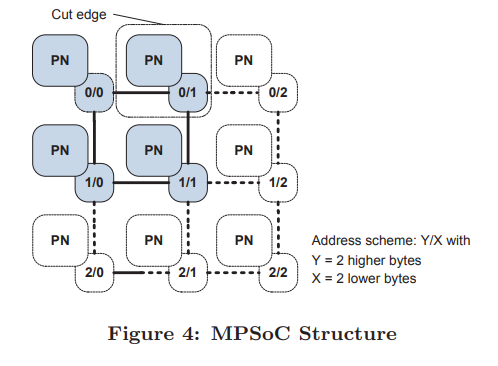 Cut edge
PN PN PN
0/0 0/1 0/2
PN PN PN
1/0 1/1 1/2
PN PN PN
2/0 2/1 2/2
Address scheme: Y/X with
Y = 2 higher bytes
X = 2 lower bytes
Figure 4: MPSoC Structure